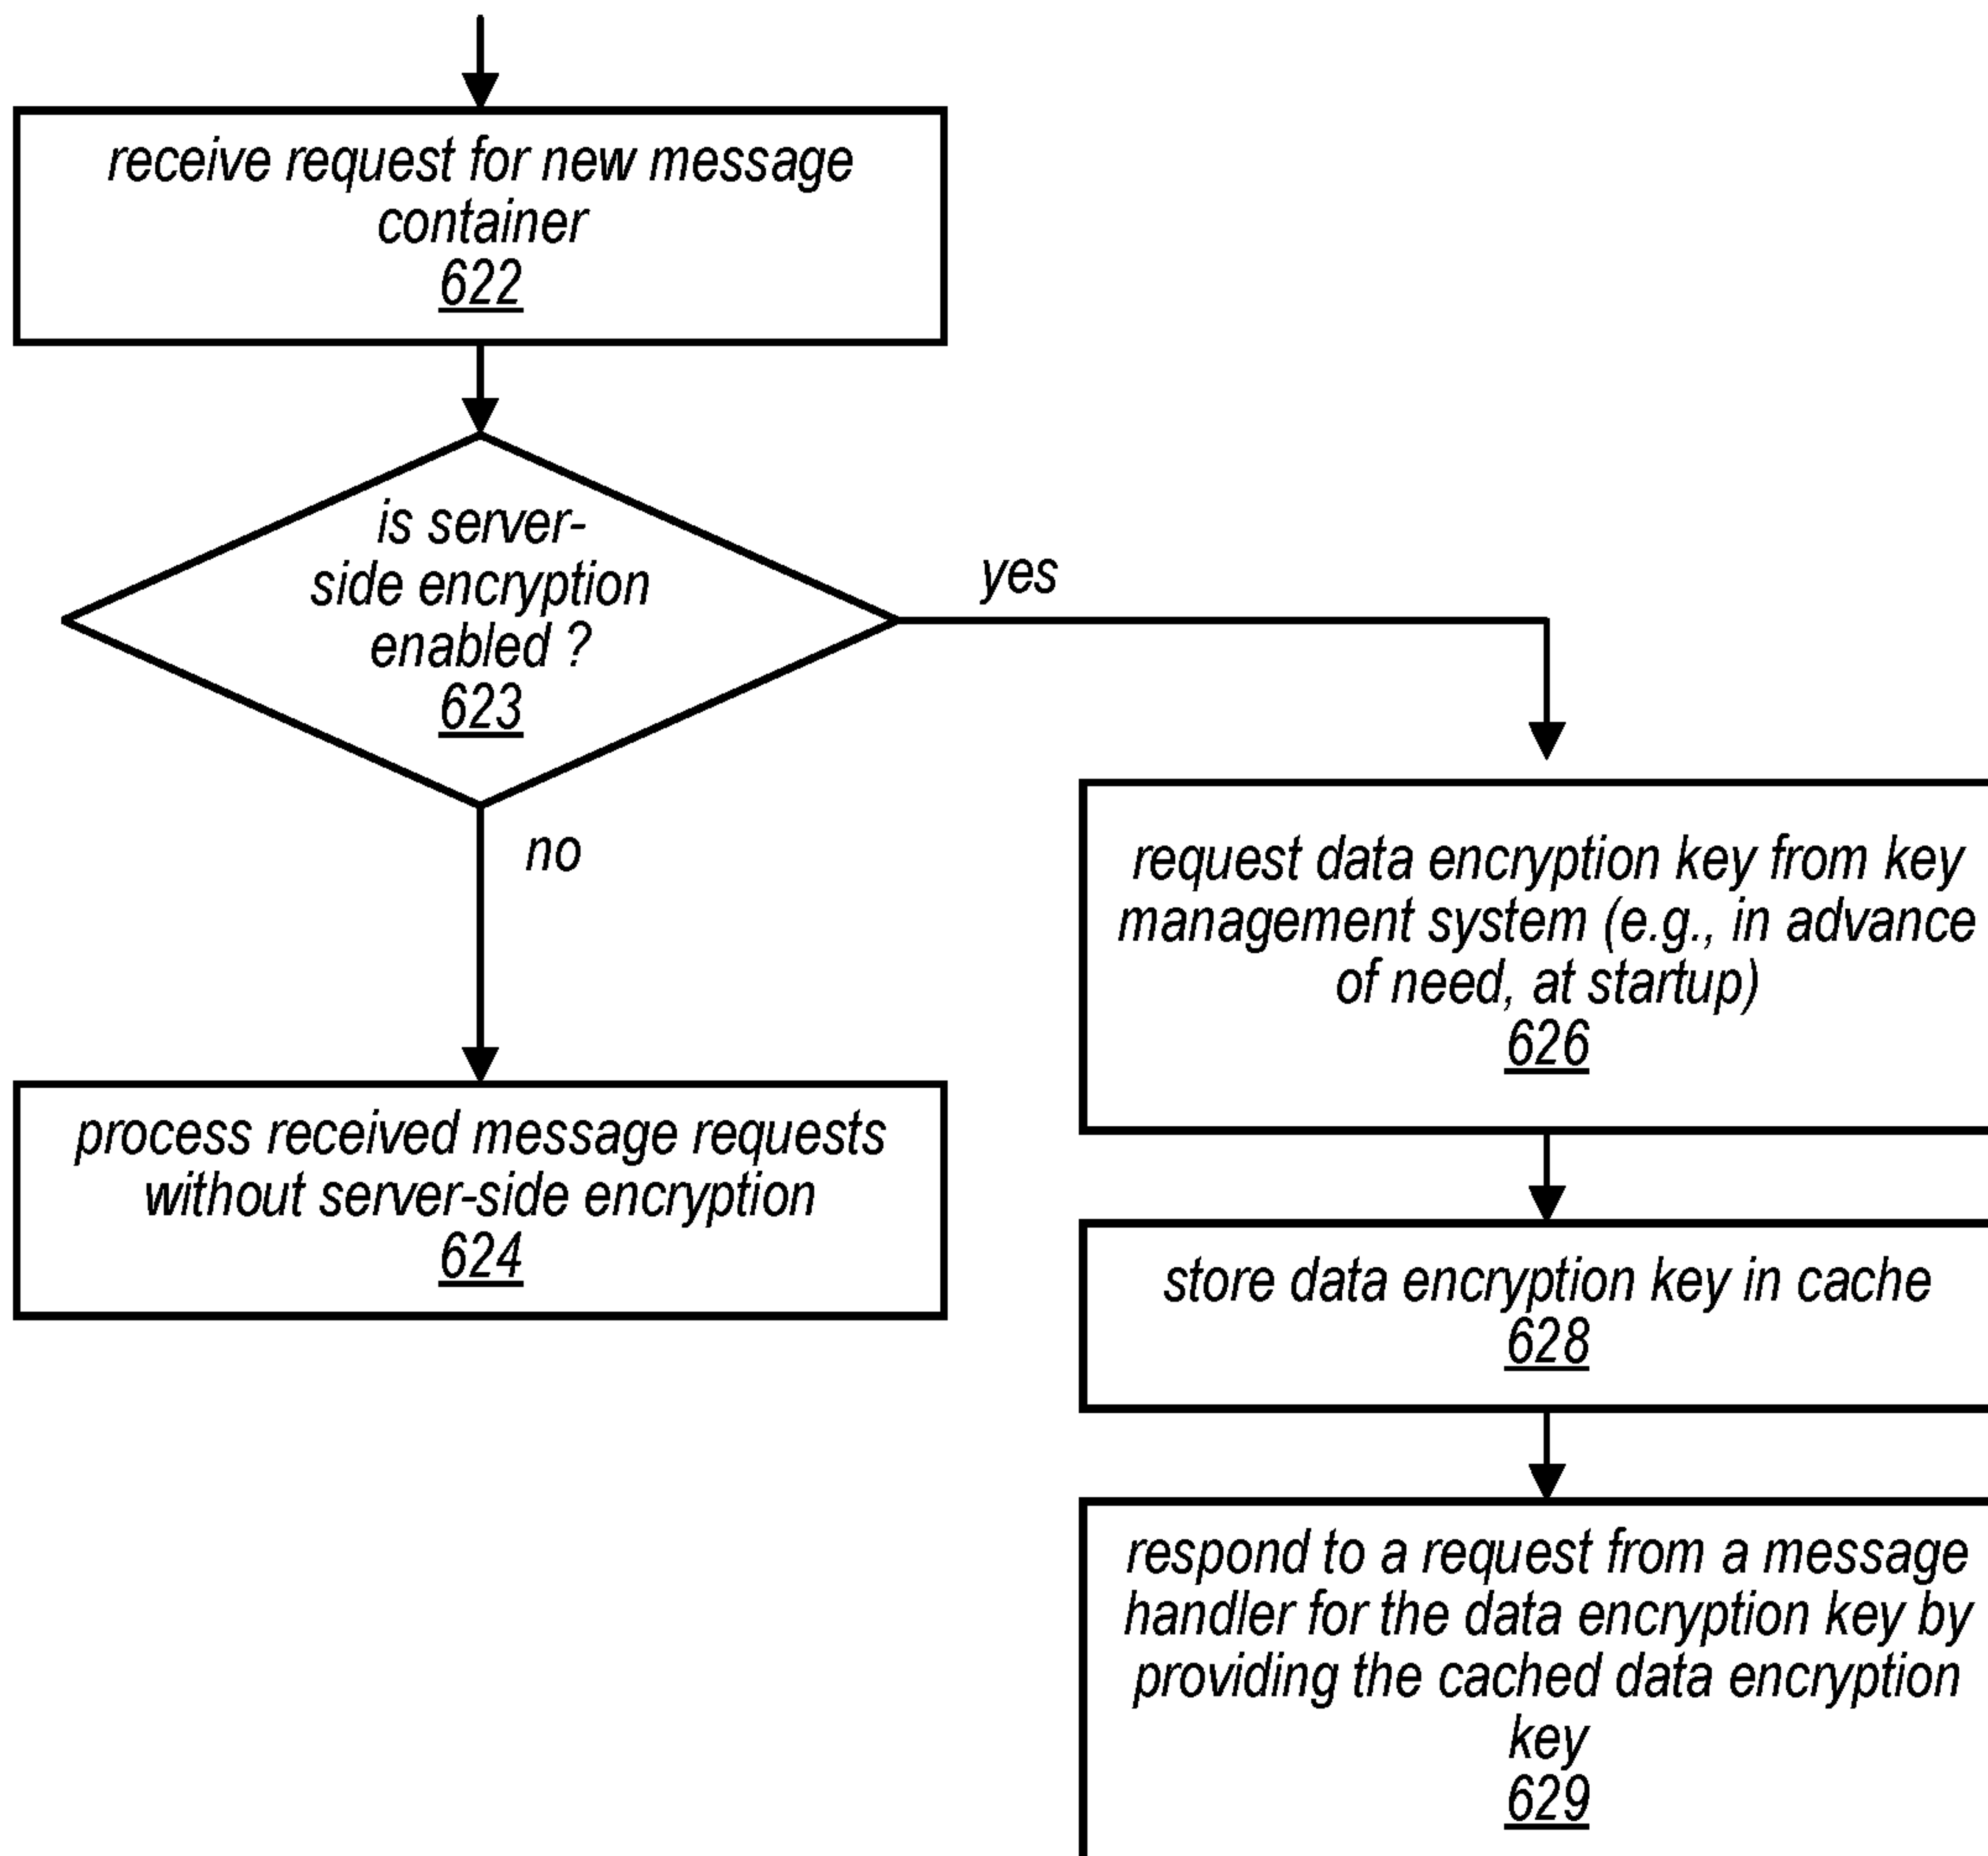 receive request for new message
container
622
is server-
side encryption
enabled ?
623
yes
no
request data encryption key from key
management system (e.g., in advance
of need, at startup)
626
process received message requests
without server-side encryption
624
store data encryption key in cache
628
respond to a request from a message
handler for the data encryption key by
providing the cached data encryption
key
629